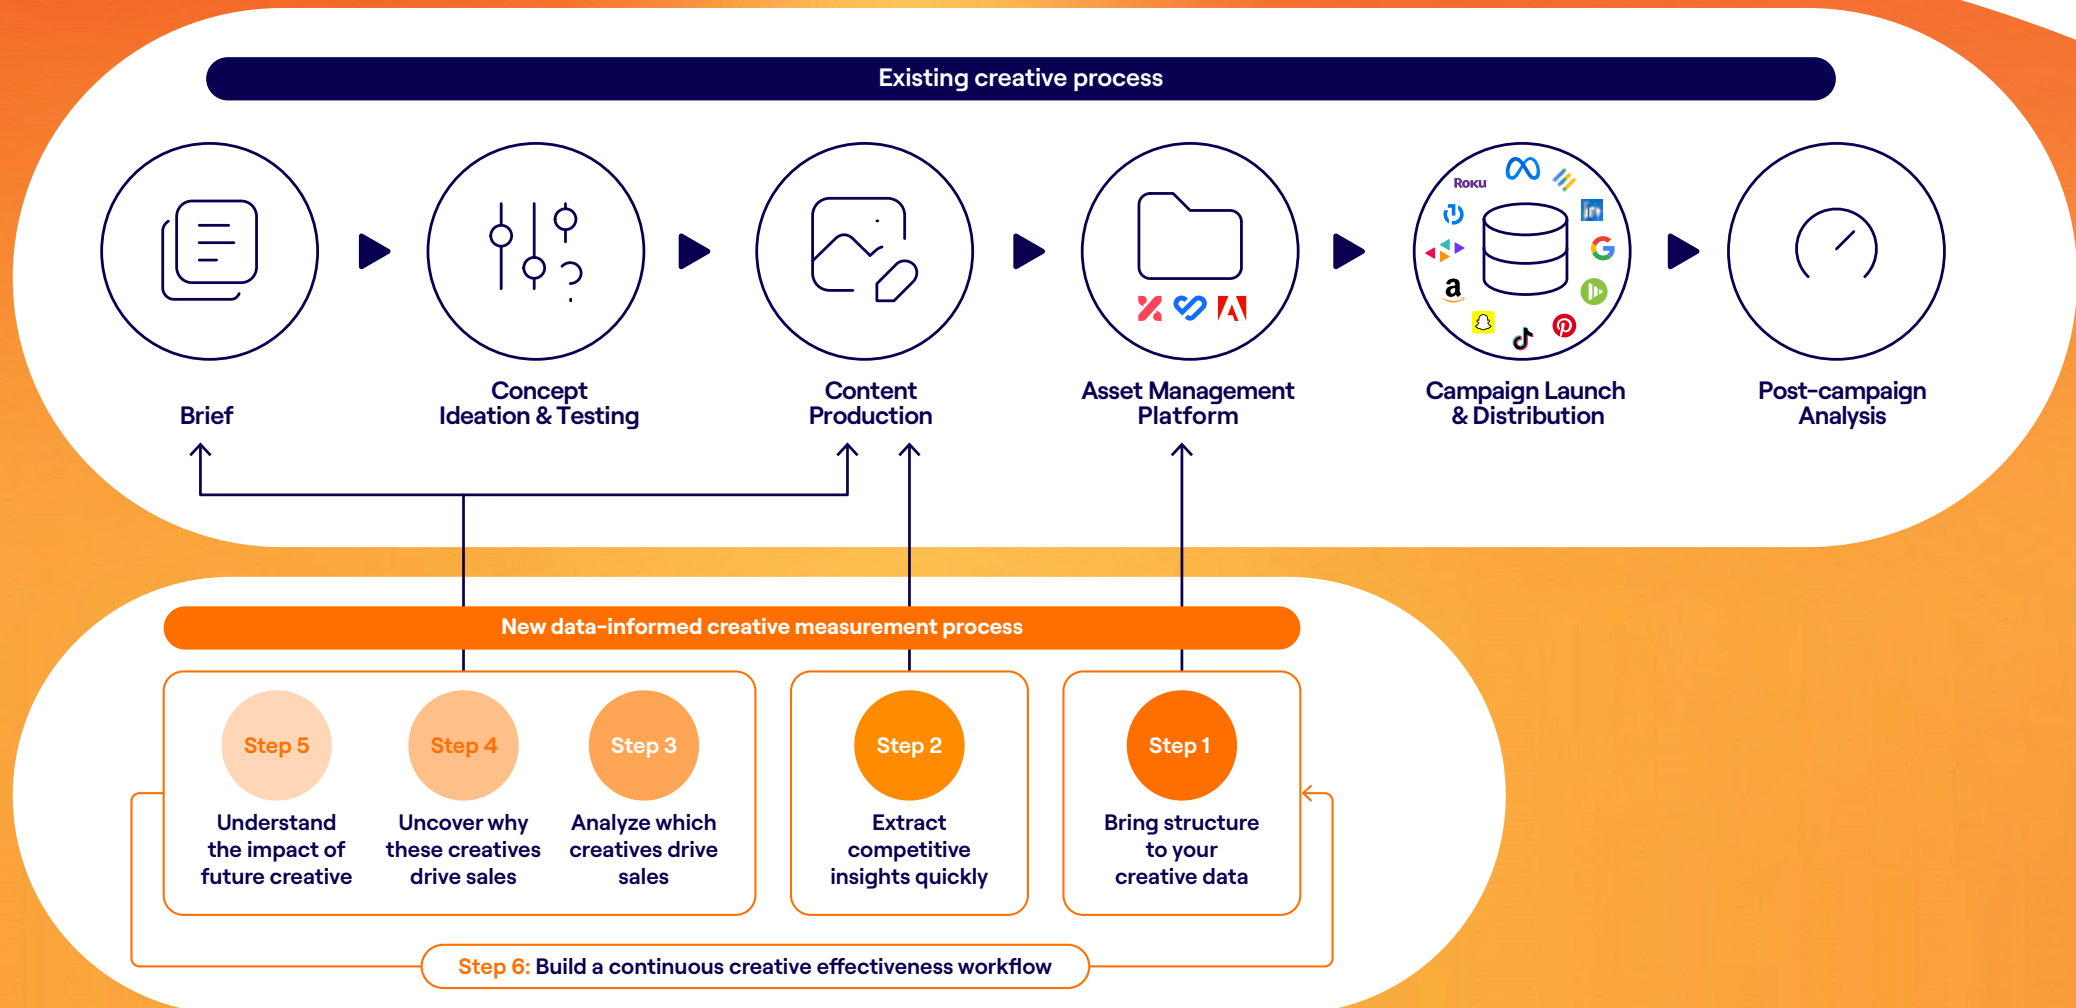 Existing creative process
Roku
in
a
Brief
Concept
Ideation & Testing
Content
Production
Asset Management
Platform
Campaign Launch
& Distribution
Post-campaign
Analysis
New data-informed creative measurement process
Step 5
Understand
the impact of
future creative
Step 4
Uncover why
these creatives
drive sales
Step 3
Analyze which
creatives drive
sales
Step 2
Extract
competitive
insights quickly
Step 1
Bring structure
to your
creative data
Step 6: Build a continuous creative effectiveness workflow